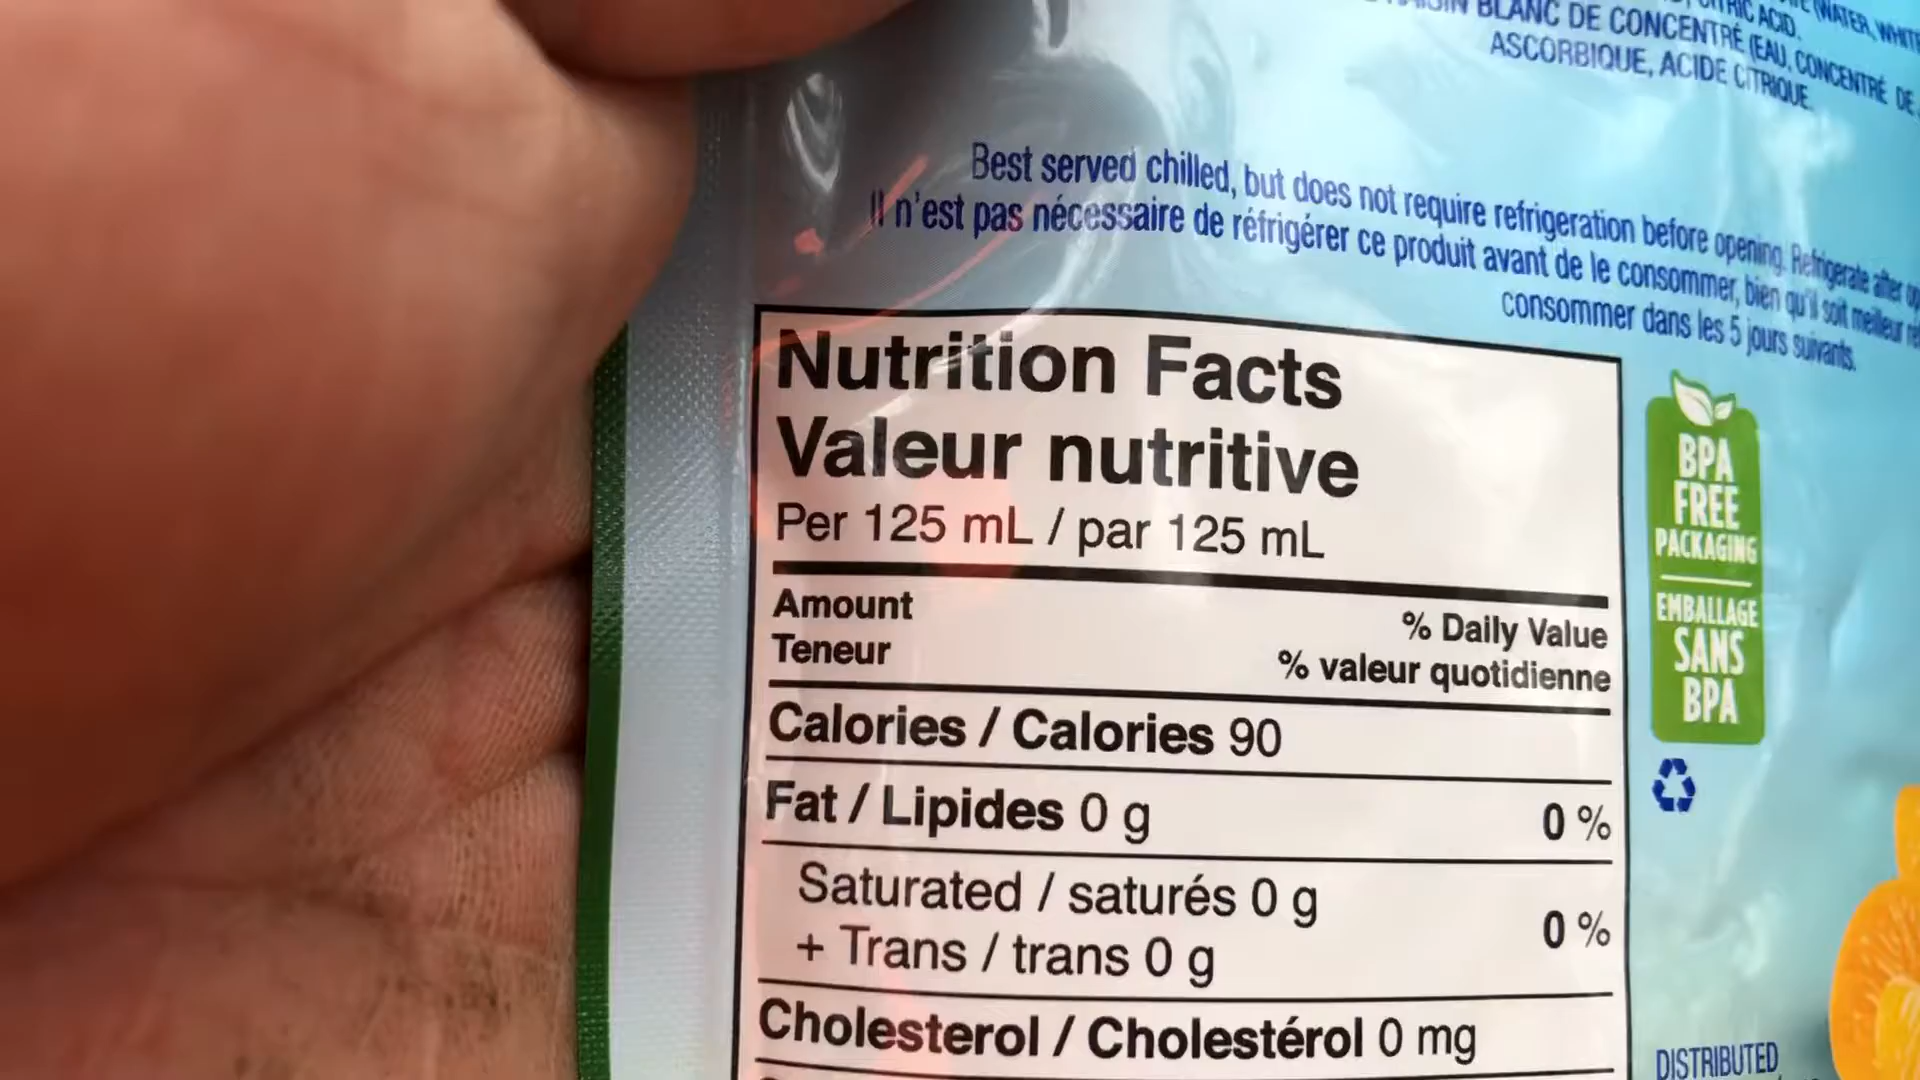 CITRIC ACID. (WATER, WHITE
BLANC DE CONCENTRÉ (EAU, CONCENTRÉ DE
ASCORBIQUE, ACIDE CITRIQUE.
Best served chilled, but does not require refrigeration before opening. Refrigerate after
Il n'est pas nécessaire de réfrigérer ce produit avant de le consommer, bien qu'il soit meilleur
consommer dans les 5 jours suivants.
Nutrition Facts
Valeur nutritive
Per 125 mL / par 125 mL
Amount
Teneur
% Daily Value
% valeur quotidienne
Calories / Calories 90
Fat / Lipides 0 g 0 %
Saturated / saturés 0 g
+ Trans / trans 0 g 0 %
Cholesterol / Cholestérol 0 mg
BPA
FREE
PACKAGING
EMBALLAGE
SANS
BPA
DISTRIBUTED